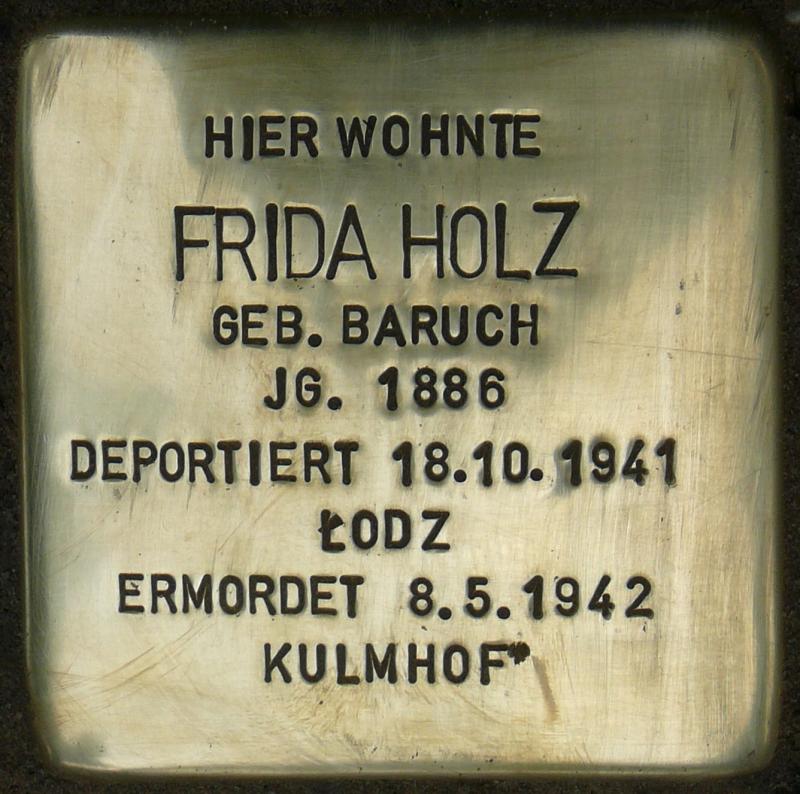 HIER WOHNTE
FRIDA HOLZ
GEB. BARUCH
JG. 1886
DEPORTIERT 18.10.1941
ŁODZ
ERMORDET 8.5.1942
KULMHOF